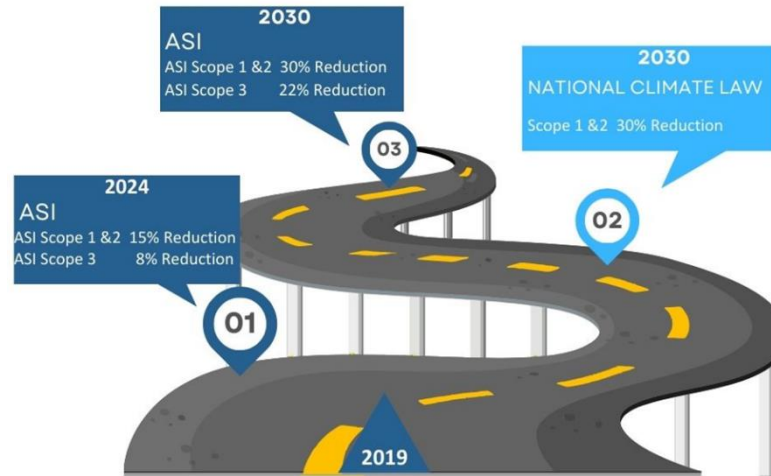 2030
ASI
ASI Scope 1 &2 30% Reduction
ASI Scope 3 22% Reduction
03
2030
NATIONAL CLIMATE LAW
Scope 1 &2 30% Reduction
02
2024
ASI
ASI Scope 1 &2 15% Reduction
ASI Scope 3 8% Reduction
01
2019